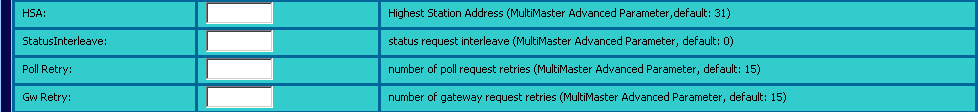 HSA: Highest Station Address (MultiMaster Advanced Parameter,default: 31)
StatusInterleave: status request interleave (MultiMaster Advanced Parameter, default: 0)
Poll Retry: number of poll request retries (MultiMaster Advanced Parameter, default: 15)
Gw Retry: number of gateway request retries (MultiMaster Advanced Parameter, default: 15)